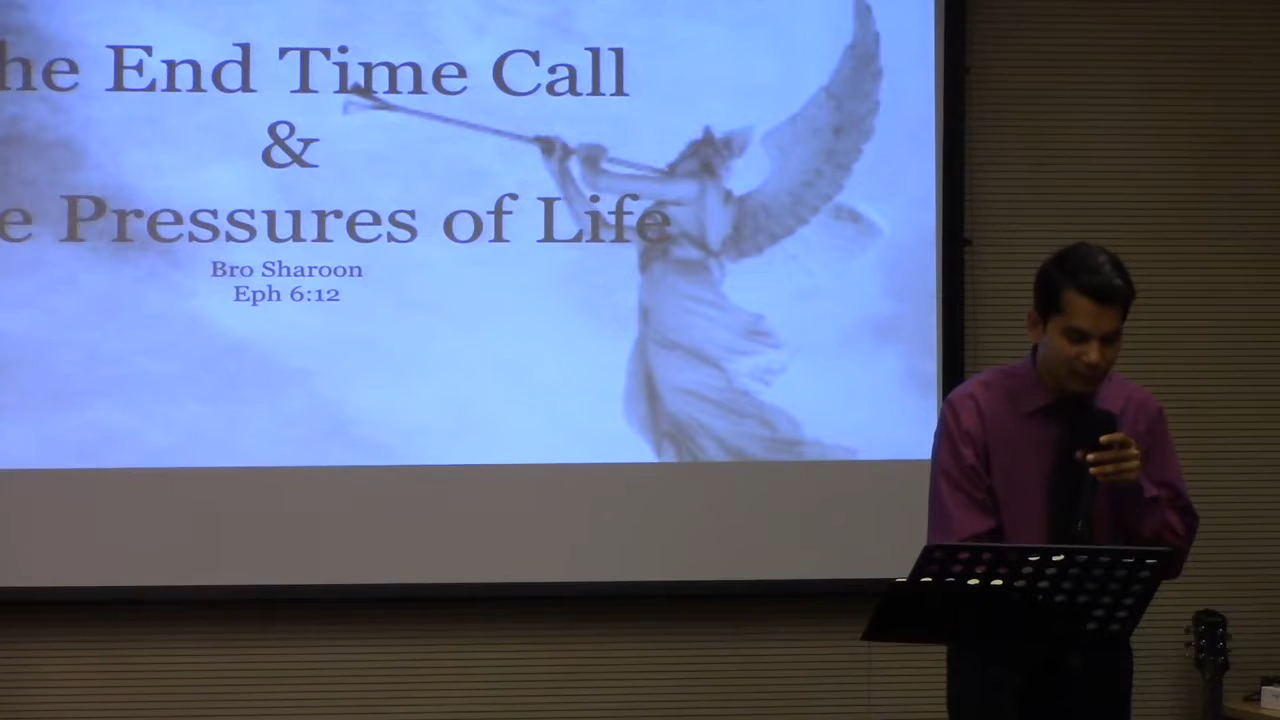 he End Time Call
&
e Pressures of Life
Bro Sharoon
Eph 6:12